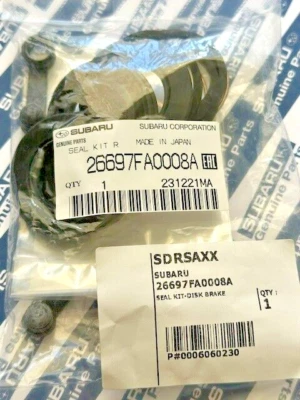 SUBARU
SUBARU CORPORATION
GENUINE PARTS
MADE IN JAPAN
SEAL KIT R
26697FA0008A
EAC
QTY 1 231221MA
SDRSAXX
SUBARU
26697FA0008A
SEAL KIT-DISK BRAKE
QTY:
1
P#0006060230
SUBARU
Genuine Parts